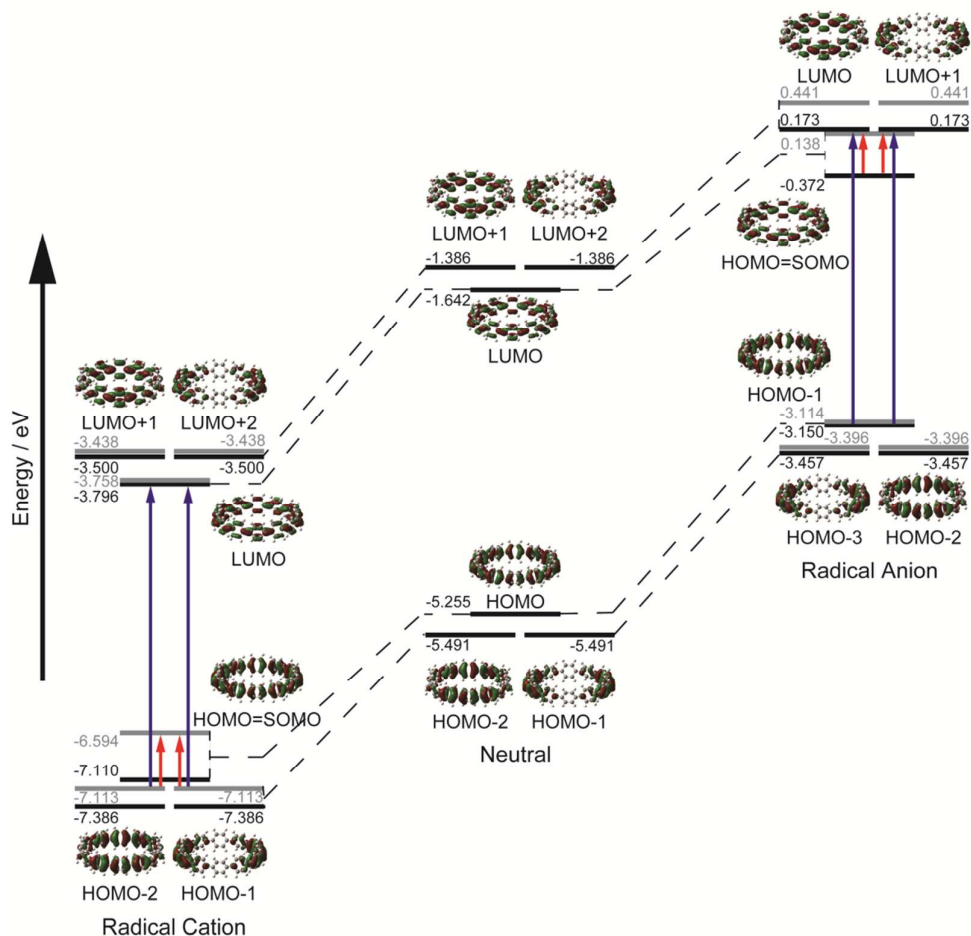 LUMO LUMO+1
0.441 0.441
0.173 0.173
0.138
-0.372
HOMO=SOMO
HOMO-1
-3.114
-3.150
-3.396 -3.396
-3.457 -3.457
HOMO-3 HOMO-2
Radical Anion
LUMO+1 LUMO+2
-1.386 -1.386
-1.642
LUMO
-5.255
HOMO
-5.491 -5.491
HOMO-2 HOMO-1
Neutral
Energy / eV
LUMO+1 LUMO+2
-3.438 -3.438
-3.500 -3.500
-3.758
-3.796
LUMO
HOMO=SOMO
-6.594
-7.110
-7.113 -7.113
-7.386 -7.386
HOMO-2 HOMO-1
Radical Cation